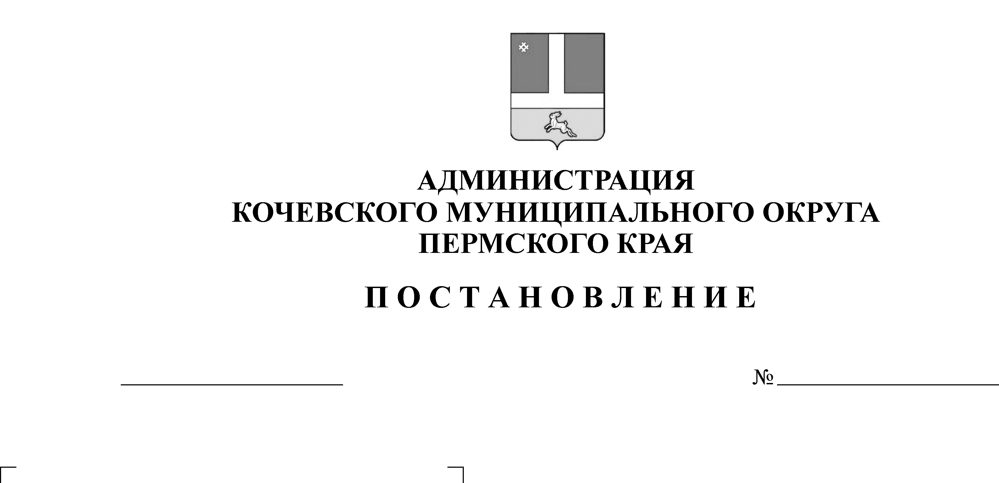 АДМИНИСТРАЦИЯ
КОЧЕВСКОГО МУНИЦИПАЛЬНОГО ОКРУГА
ПЕРМСКОГО КРАЯ
П О С Т А Н О В Л Е Н И Е
№